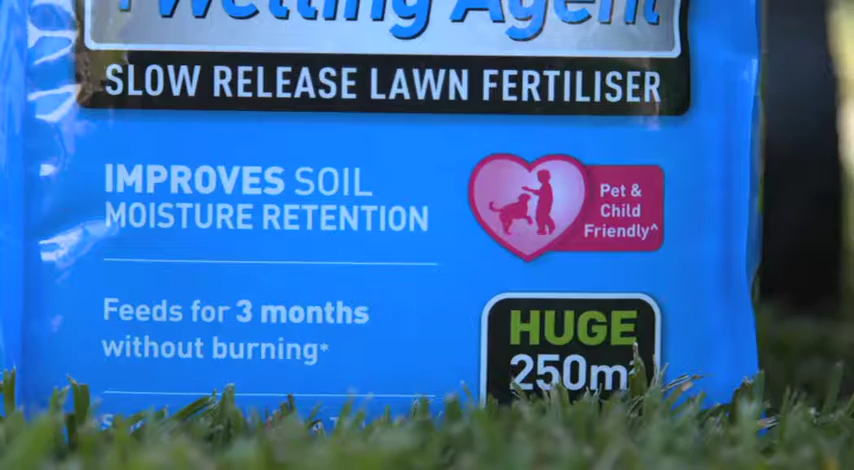 +Wetting Agent
SLOW RELEASE LAWN FERTILISER
IMPROVES SOIL
MOISTURE RETENTION
Pet &
Child
Friendly^
Feeds for 3 months
without burning*
HUGE
250m